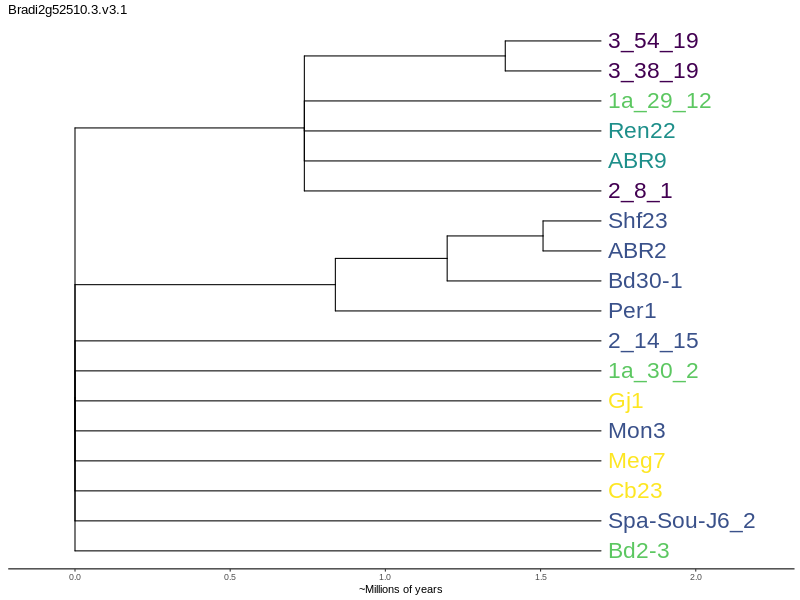 Bradi2g52510.3.v3.1
3_54_19
3_38_19
1a_29_12
Ren22
ABR9
2_8_1
Shf23
ABR2
Bd30-1
Per1
2_14_15
1a_30_2
Gj1
Mon3
Meg7
Cb23
Spa-Sou-J6_2
Bd2-3
0.0 0.5 1.0 1.5 2.0
~Millions of years